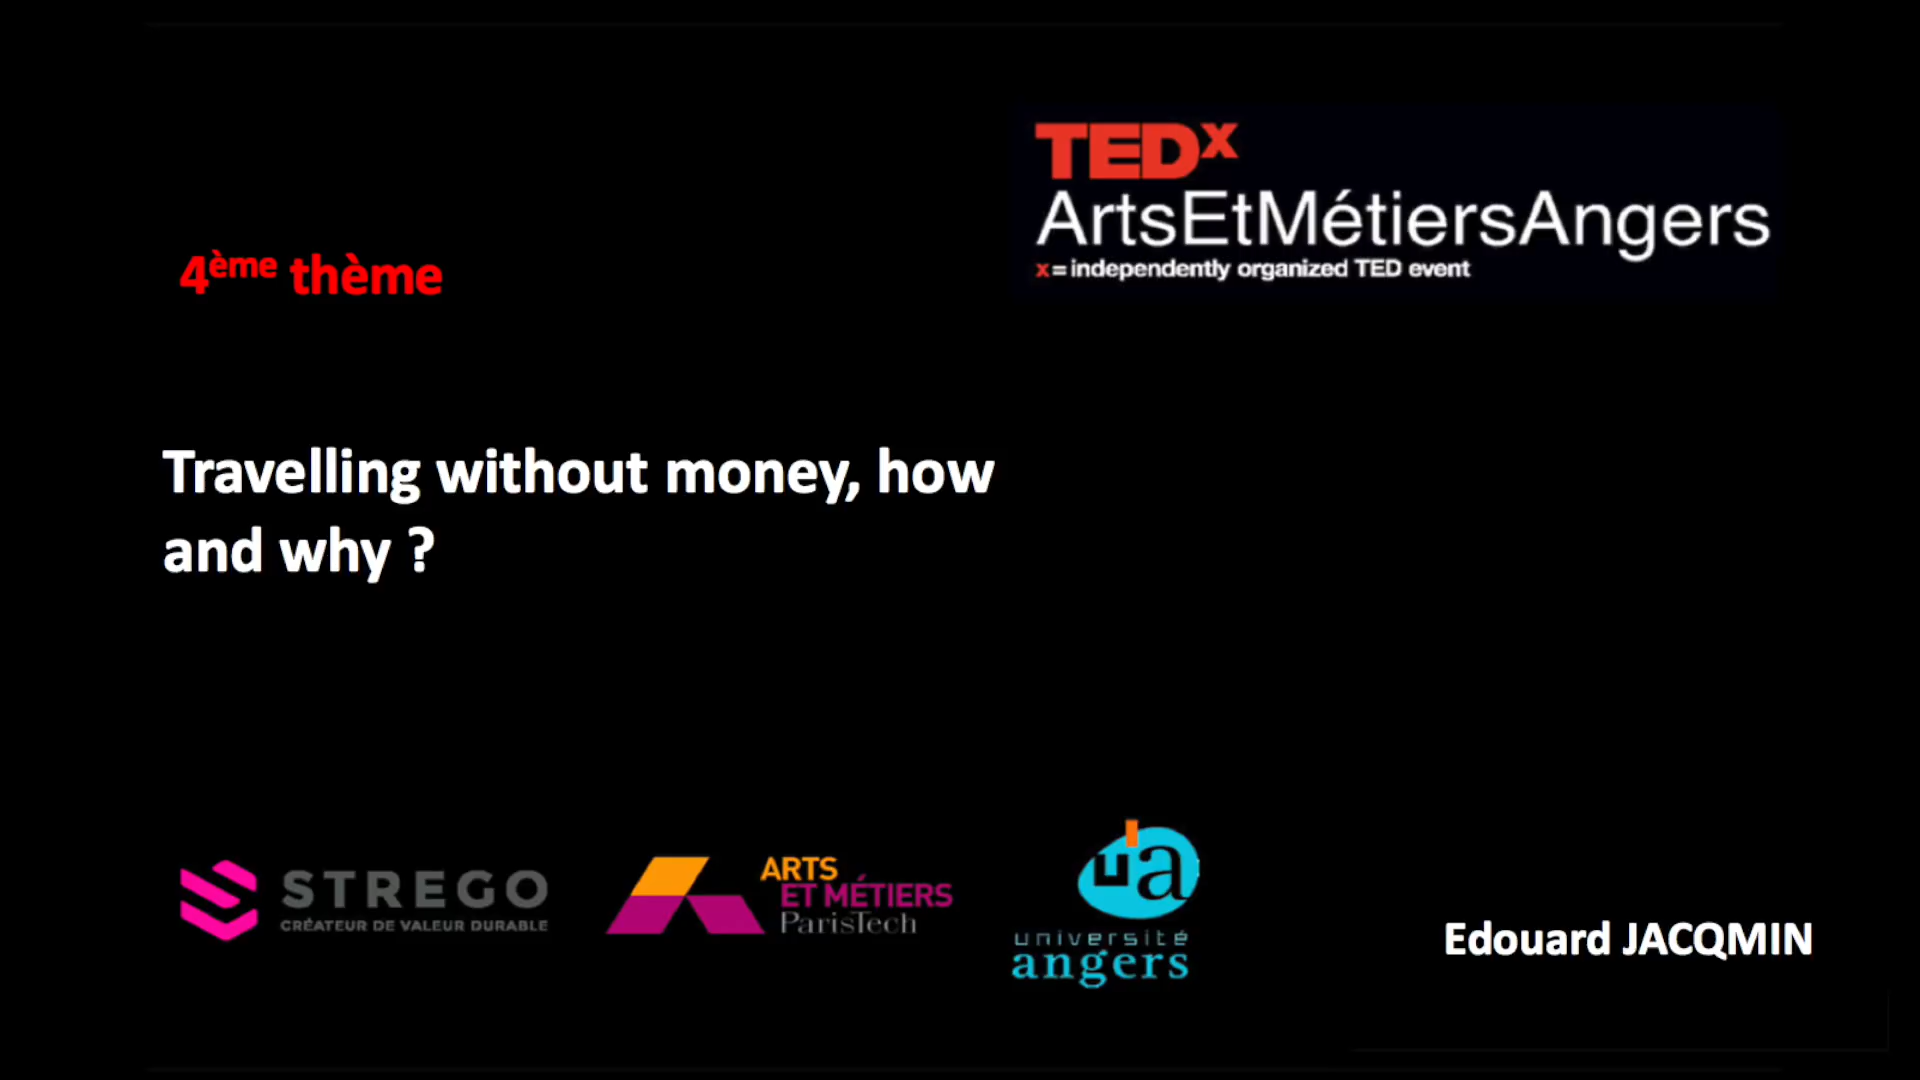 TEDx
ArtsEtMétiersAngers
x=independently organized TED event
4ème thème
Travelling without money, how
and why ?
STREGO
CRÉATEUR DE VALEUR DURABLE
ARTS
ET MÉTIERS
ParisTech
ua
université
angers
Edouard JACQMIN